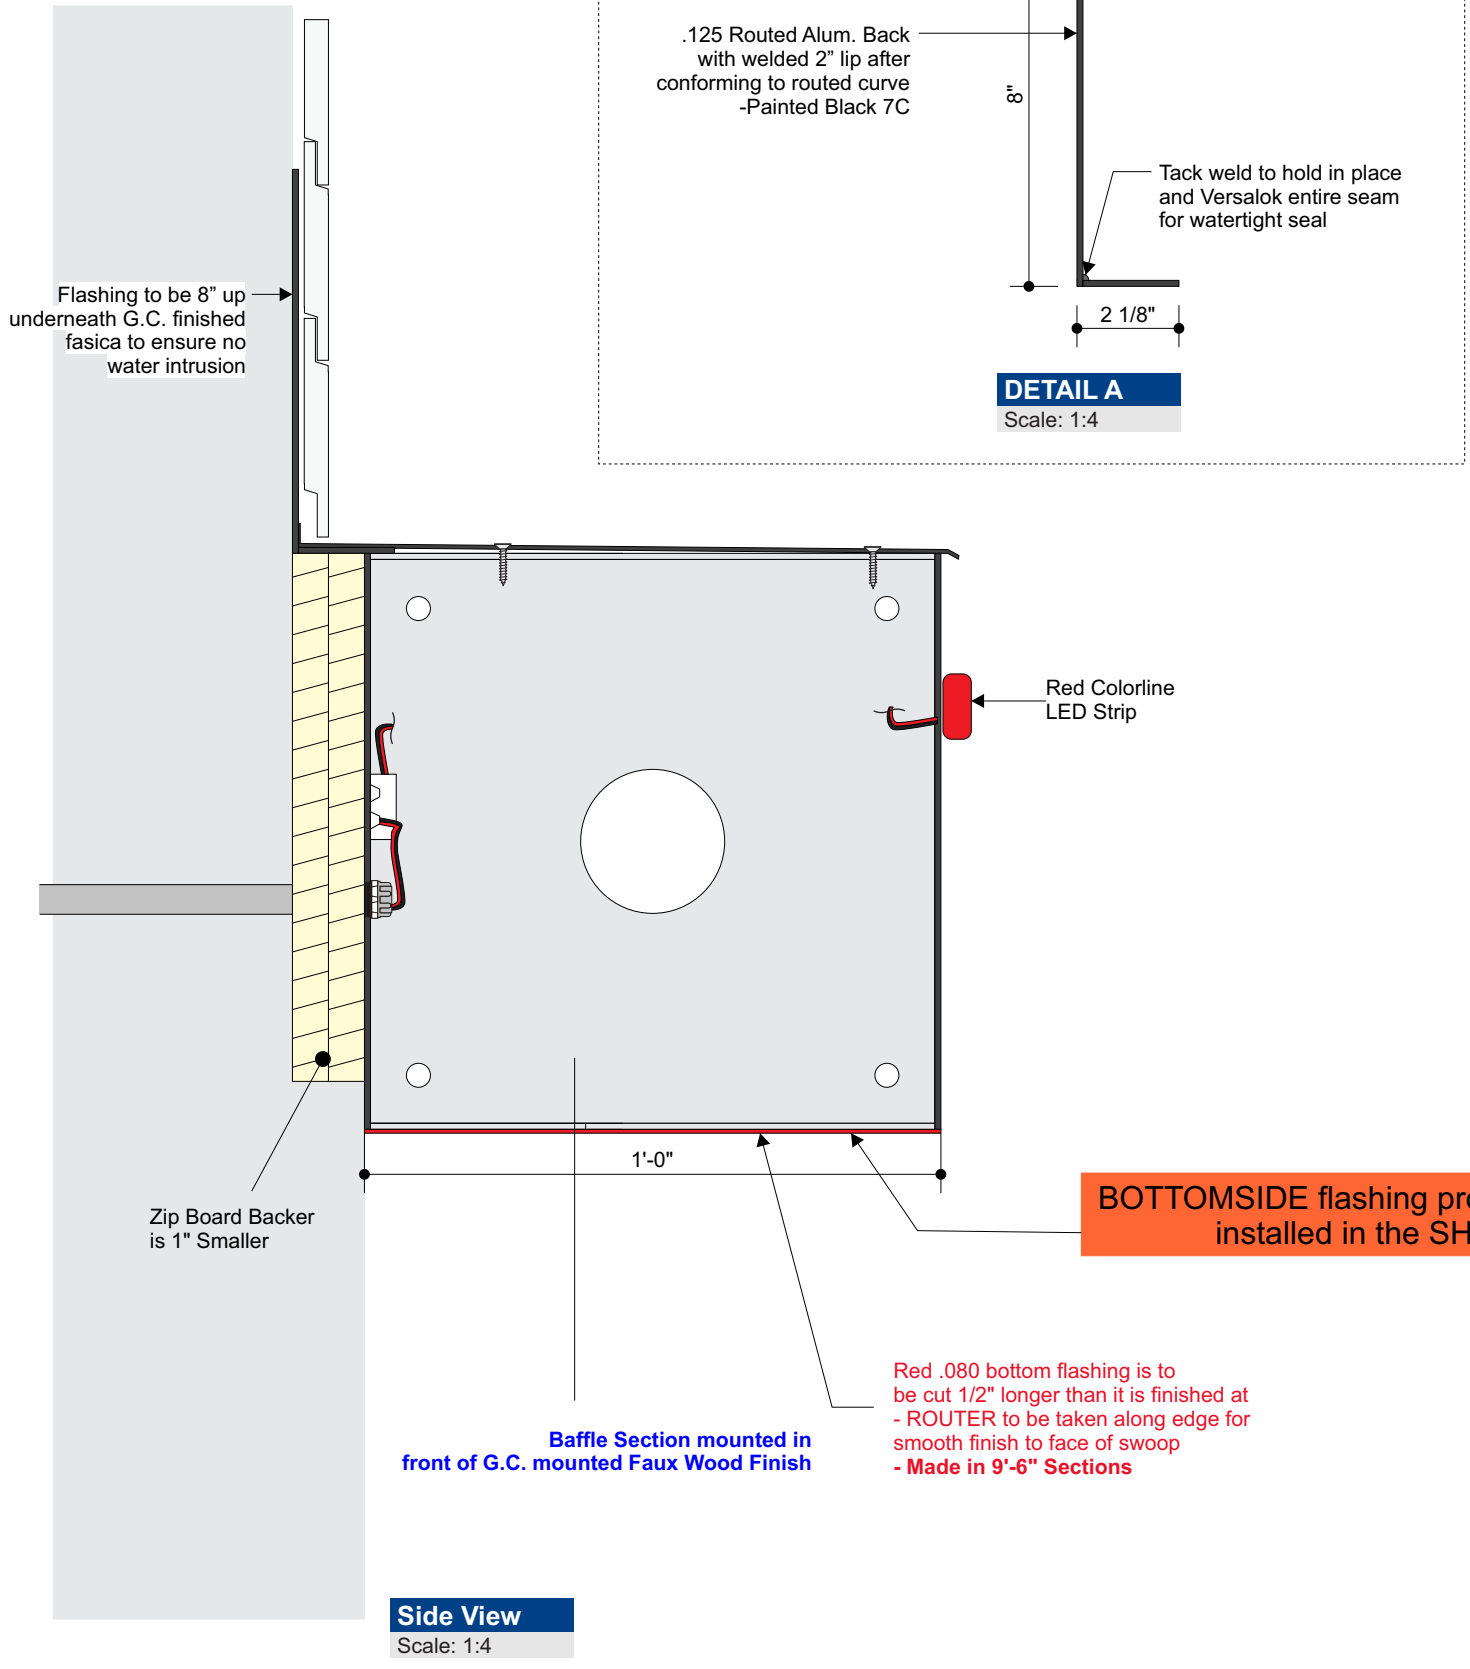 .125 Routed Alum. Back
with welded 2” lip after
conforming to routed curve
-Painted Black 7C
8"
Tack weld to hold in place
and Versalok entire seam
for watertight seal
2 1/8"
DETAIL A
Scale: 1:4
Flashing to be 8” up
underneath G.C. finished
fasica to ensure no
water intrusion
Red Colorline
LED Strip
1'-0"
Zip Board Backer
is 1" Smaller
BOTTOMSIDE flashing
installed in the
Red .080 bottom flashing is to
be cut 1/2" longer than it is finished at
- ROUTER to be taken along edge for
smooth finish to face of swoop
- Made in 9'-6" Sections
Baffle Section mounted in
front of G.C. mounted Faux Wood Finish
Side View
Scale: 1:4